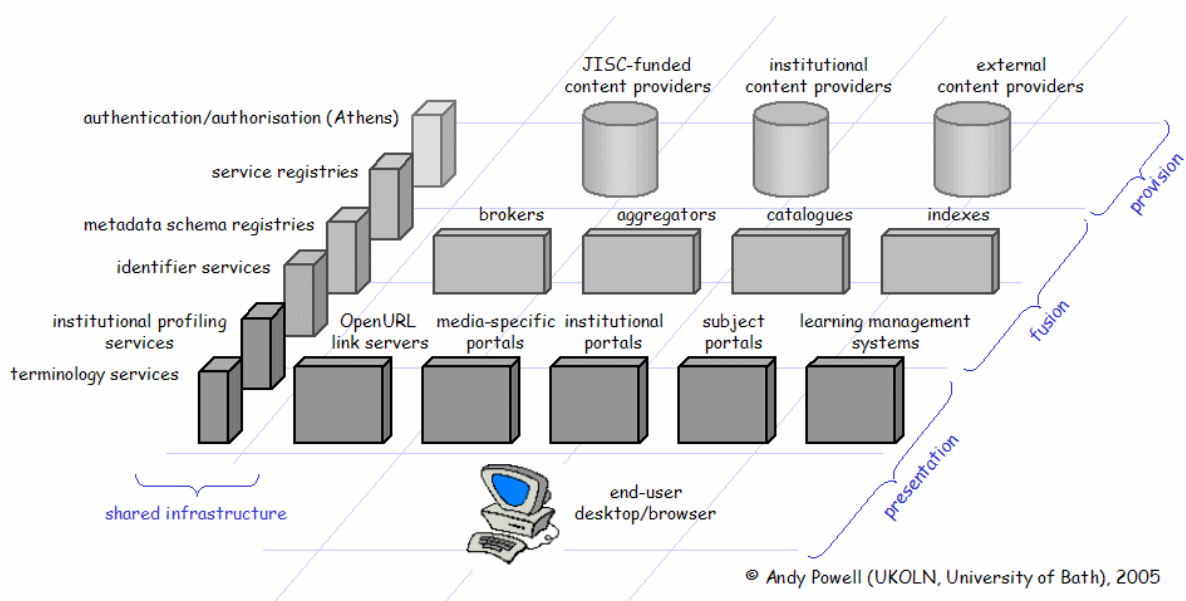 JISC-funded
content providers
institutional
content providers
external
content providers
authentication/authorisation (Athens)
service registries
provision
metadata schema registries
brokers
aggregators
catalogues
indexes
identifier services
fusion
institutional profiling
services
OpenURL
link servers
media-specific
portals
institutional
portals
subject
portals
learning management
systems
terminology services
presentation
shared infrastructure
end-user
desktop/browser
© Andy Powell (UKOLN, University of Bath), 2005